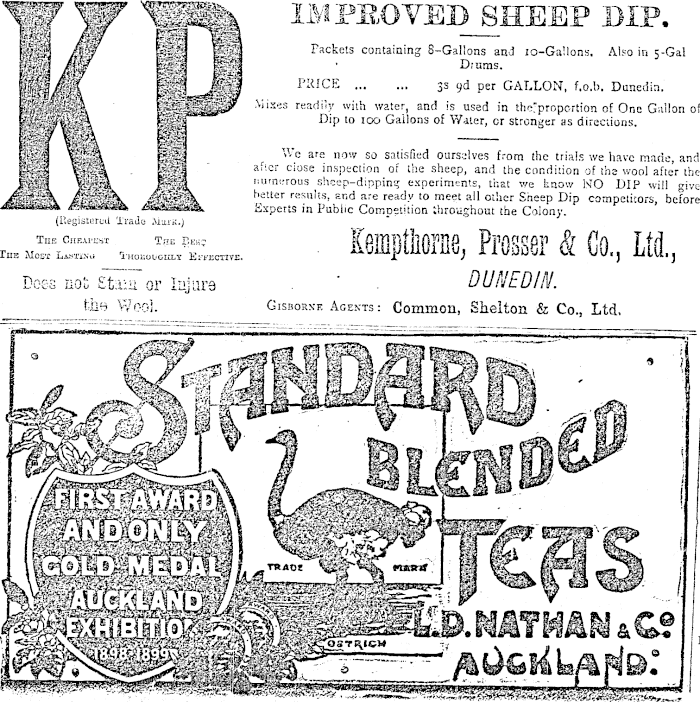 KP
(Registered Trade Mark.)
THE CHEAPEST THE BEST
THE MOST LASTING THOROUGHLY EFFECTIVE.
Does not Stain or Injure
the Wool.
IMPROVED SHEEP DIP.
Packets containing 8-Gallons and 10-Gallons. Also in 5-Gal
Drums.
PRICE ... ... 3s 9d per GALLON, f.o.b. Dunedin.
Mixes readily with water, and is used in the proportion of One Gallon of
Dip to 100 Gallons of Water, or stronger as directions.
We are now so satisfied ourselves from the trials we have made, and
after close inspection of the sheep, and the condition of the wool after the
numerous sheep-dipping experiments, that we know NO DIP will give
better results, and are ready to meet all other Sheep Dip competitors, before
Experts in Public Competition throughout the Colony.
Kempthorne, Prosser & Co., Ltd.,
DUNEDIN.
GISBORNE AGENTS: Common, Shelton & Co., Ltd.
STANDARD
BLENDED
TEAS
FIRST AWARD
AND ONLY
GOLD MEDAL
AUCKLAND
EXHIBITION
1898-1899
TRADE MARK
OSTRICH
L.D. NATHAN & Co
AUCKLAND.